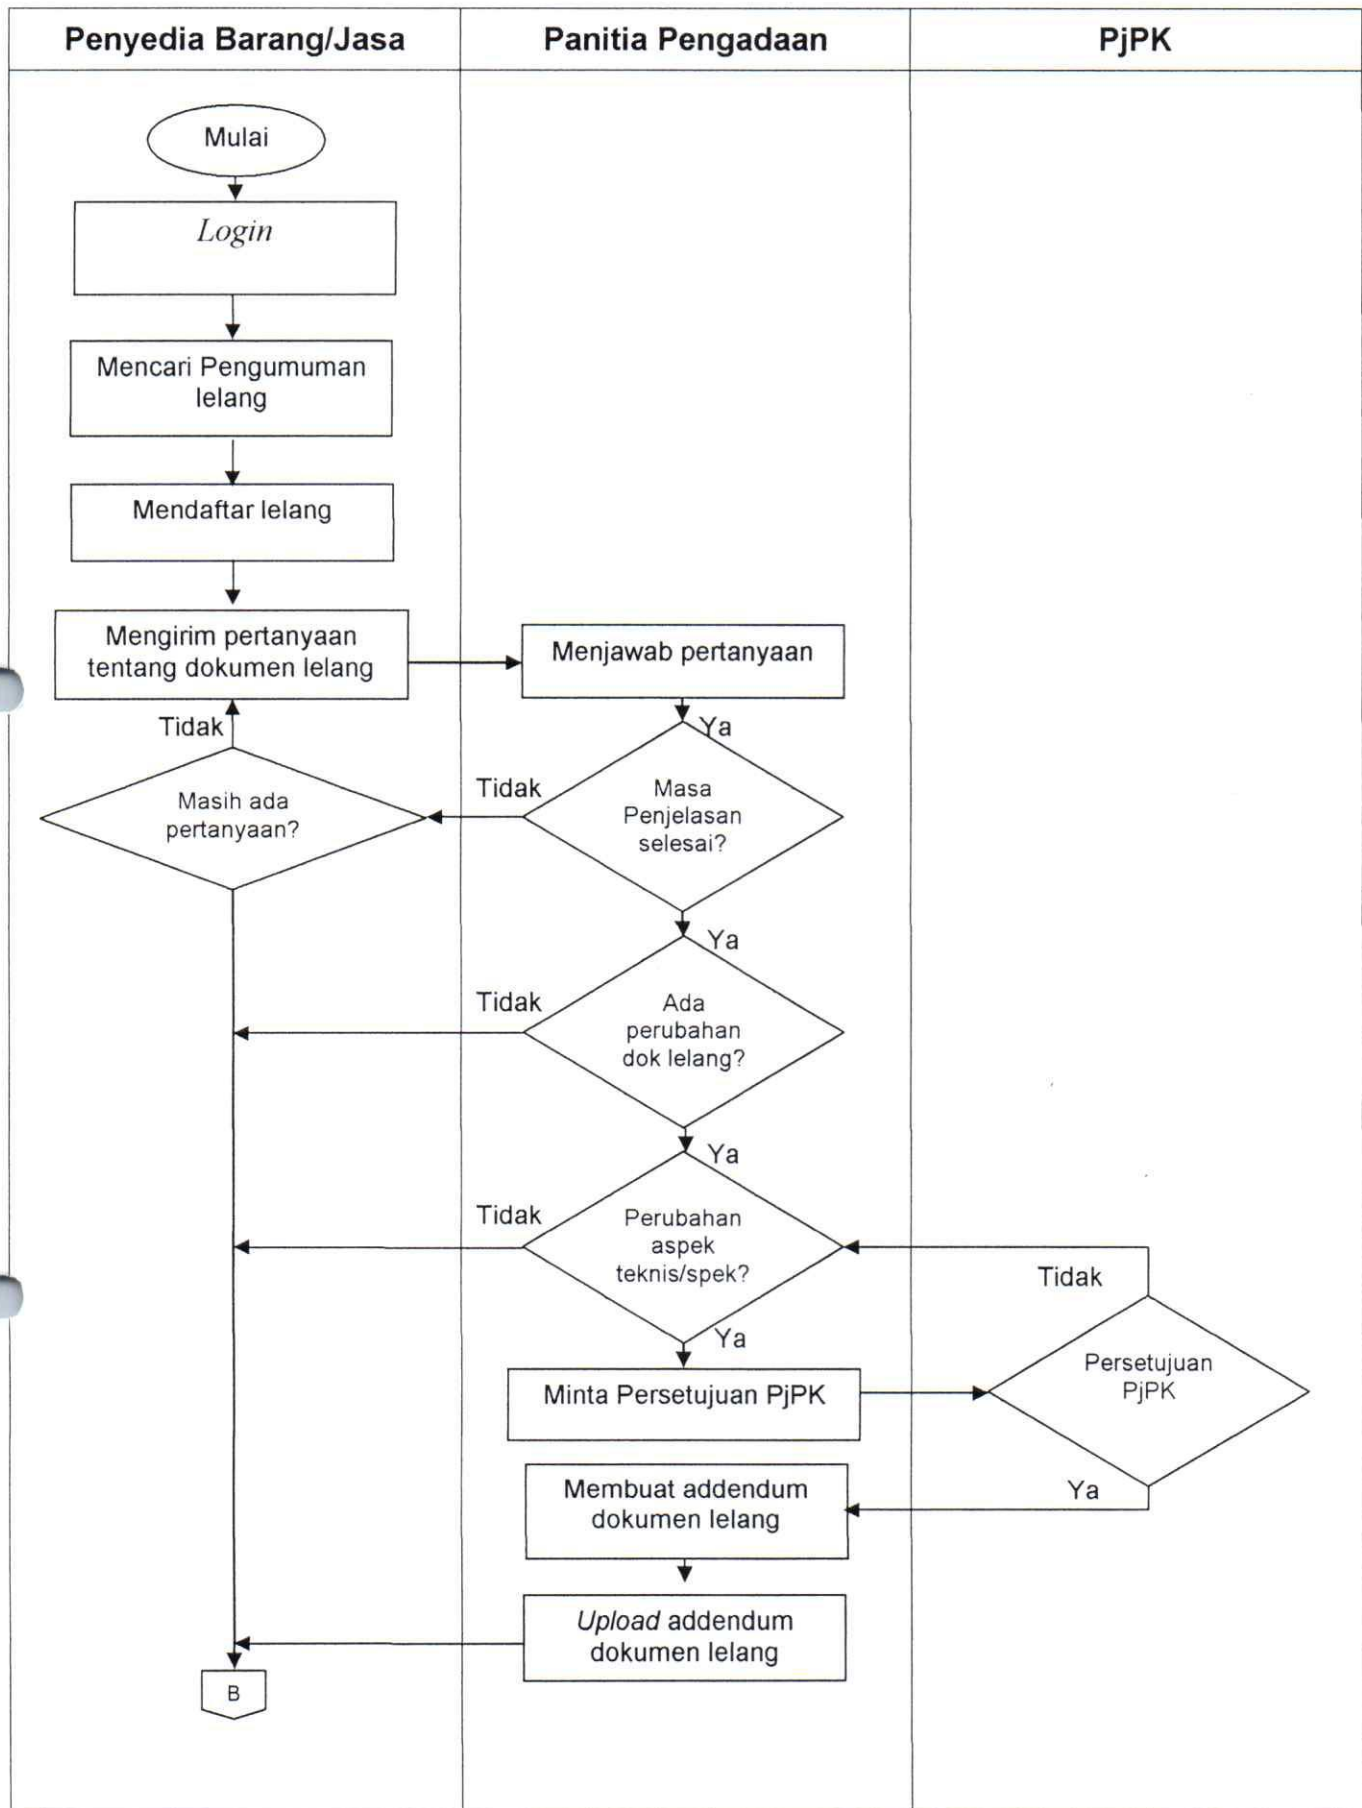 Penyedia Barang/Jasa
Panitia Pengadaan
PjPK
Mulai
Login
Mencari Pengumuman
lelang
Mendaftar lelang
Mengirim pertanyaan
tentang dokumen lelang
Menjawab pertanyaan
Tidak
Ya
Masih ada
pertanyaan?
Tidak
Masa
Penjelasan
selesai?
Ya
Tidak
Ada
perubahan
dok lelang?
Ya
Tidak
Perubahan
aspek
teknis/spek?
Tidak
Ya
Minta Persetujuan PjPK
Persetujuan
PjPK
Membuat addendum
dokumen lelang
Ya
Upload addendum
dokumen lelang
B